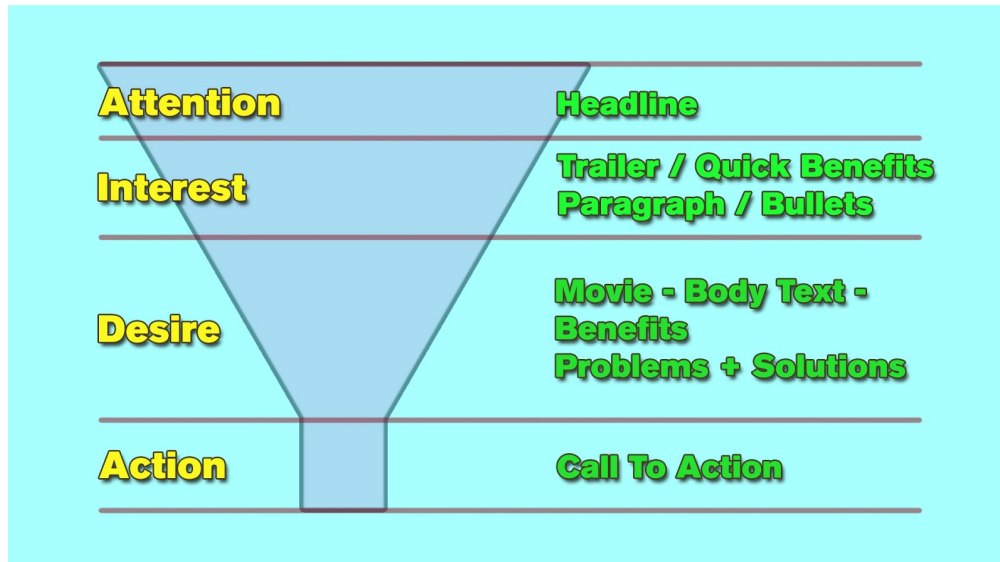 Attention
Headline
Interest
Trailer / Quick Benefits
Paragraph / Bullets
Desire
Movie - Body Text -
Benefits
Problems + Solutions
Action
Call To Action